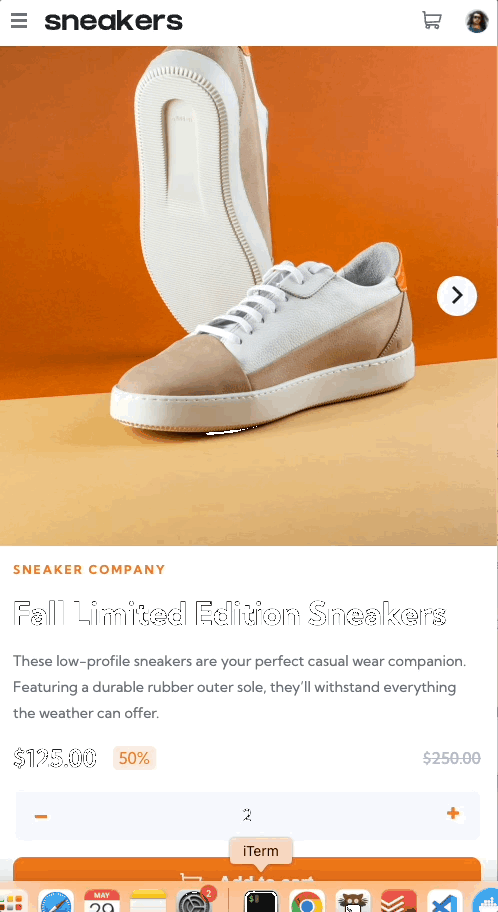 sneakers
SNEAKER COMPANY
Fall Limited Edition Sneakers
These low-profile sneakers are your perfect casual wear companion.
Featuring a durable rubber outer sole, they'll withstand everything
the weather can offer.
$125.00 50% $250.00
2
iTerm
Add to cart
MAY 2
29